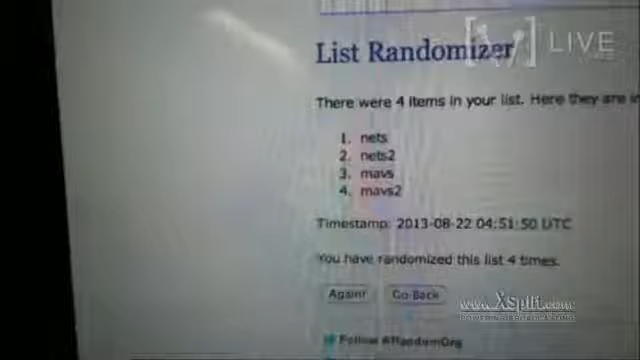 List Randomizer
LIVE
There were 4 items in your list. Here they are in
1. nets
2. nets2
3. mavs
4. mavs2
Timestamp: 2013-08-22 04:51:50 UTC
You have randomized this list 4 times.
Again! Go Back
www.XSplit.com
Follow @RandomOrg